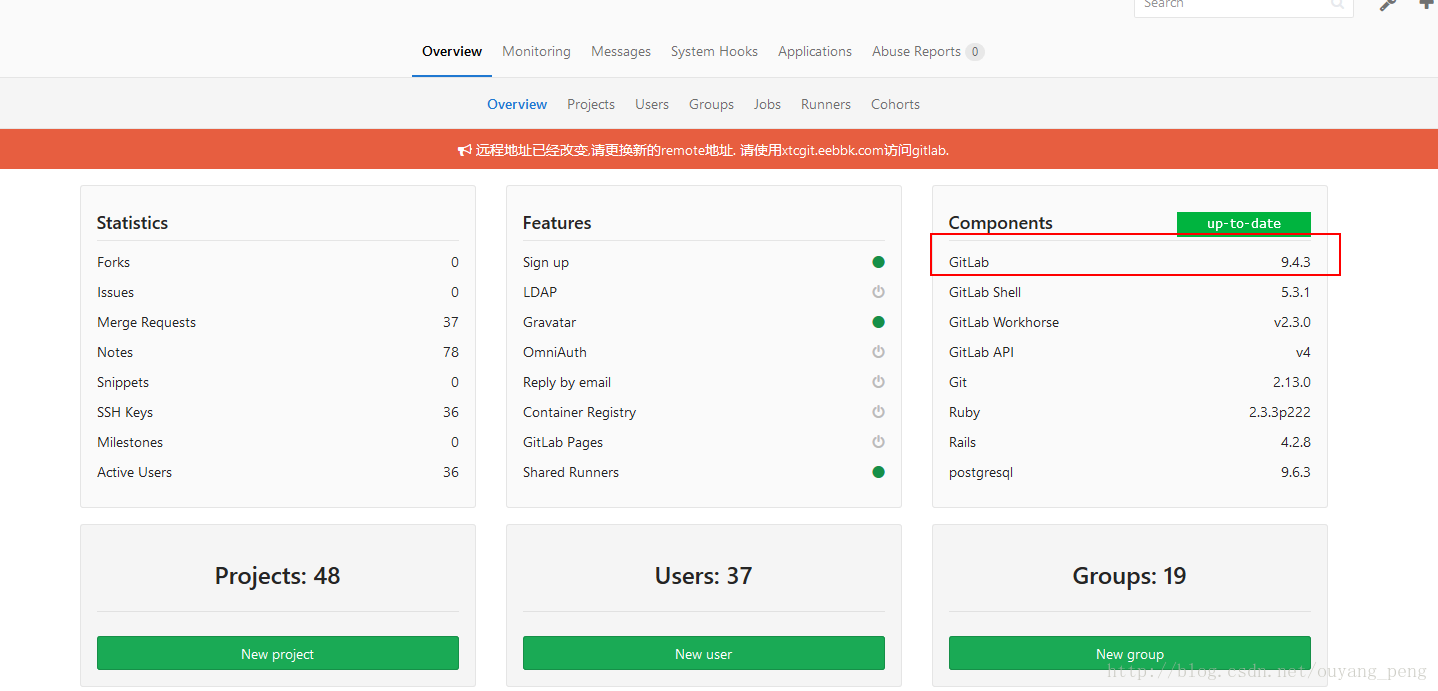 Search
Overview Monitoring Messages System Hooks Applications Abuse Reports 0
Overview Projects Users Groups Jobs Runners Cohorts
远程地址已经改变,请更换新的remote地址. 请使用xtcgit.eebbk.com访问gitlab.
Statistics
Forks 0
Issues 0
Merge Requests 37
Notes 78
Snippets 0
SSH Keys 36
Milestones 0
Active Users 36
Features
Sign up
LDAP
Gravatar
OmniAuth
Reply by email
Container Registry
GitLab Pages
Shared Runners
Components up-to-date
GitLab 9.4.3
GitLab Shell 5.3.1
GitLab Workhorse v2.3.0
GitLab API v4
Git 2.13.0
Ruby 2.3.3p222
Rails 4.2.8
postgresql 9.6.3
Projects: 48
New project
Users: 37
New user
Groups: 19
New group
http://blog.csdn.net/ouyang_peng